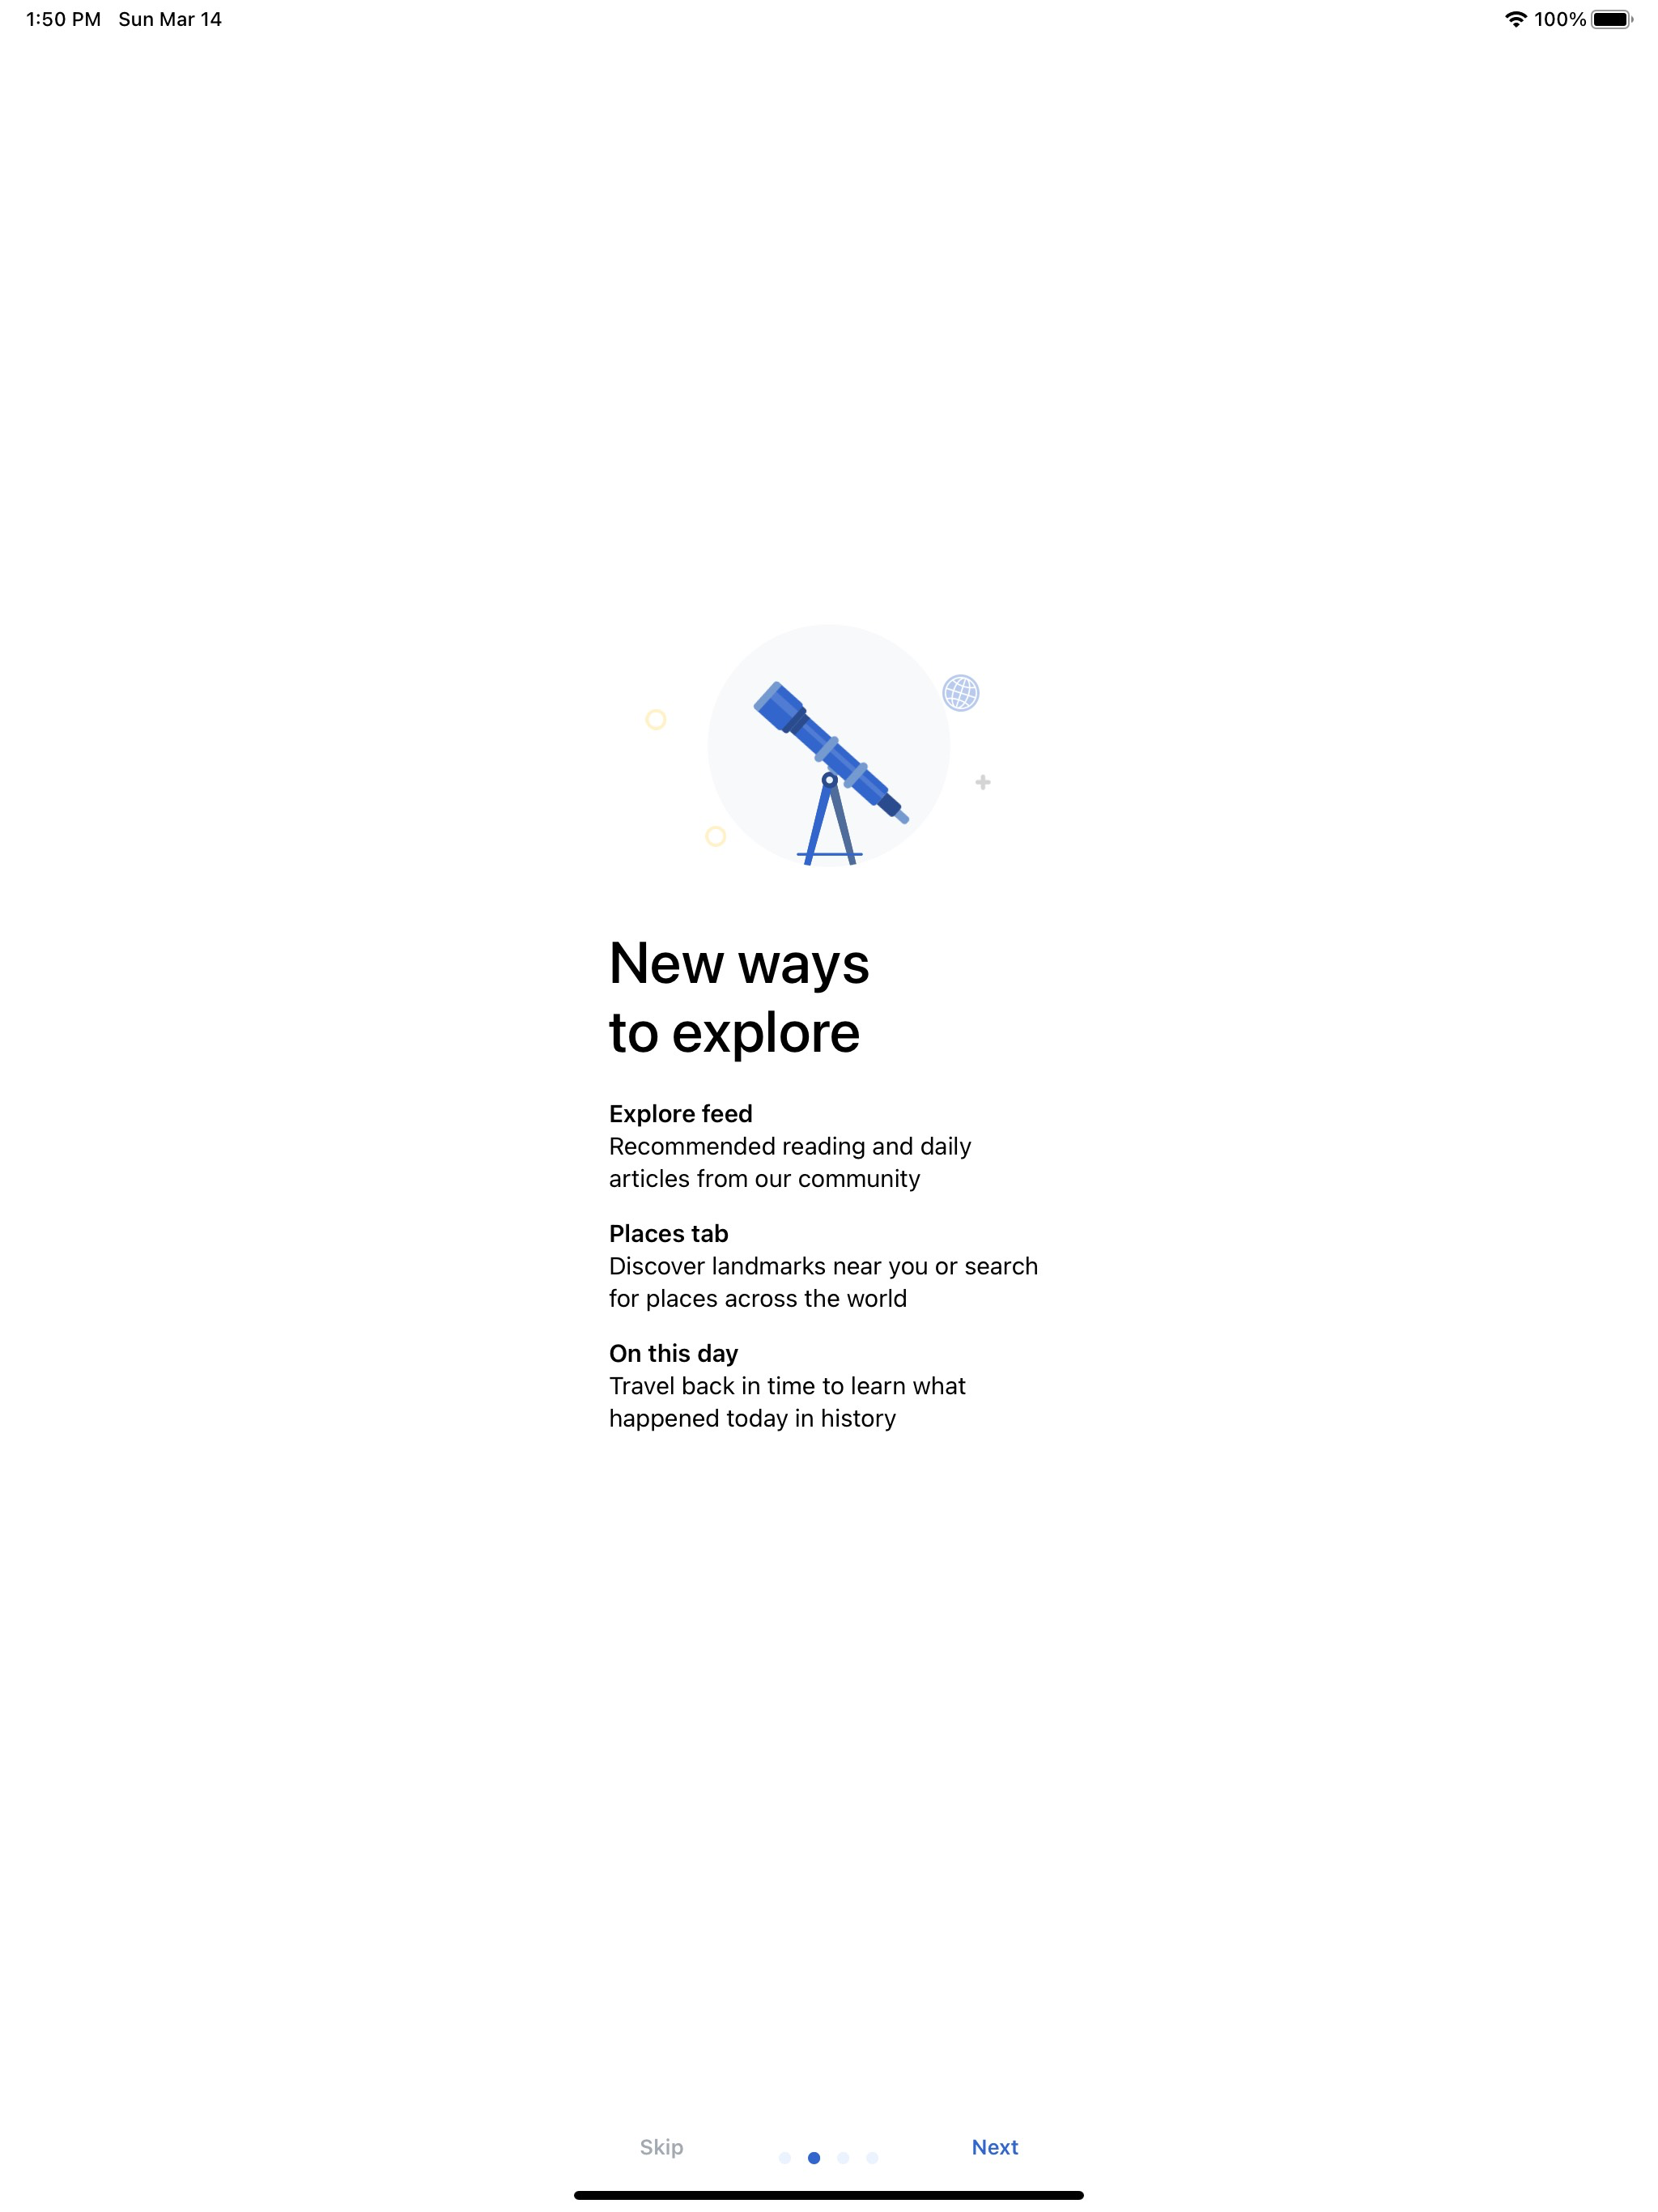 1:50 PM Sun Mar 14 100%
New ways
to explore
Explore feed
Recommended reading and daily
articles from our community
Places tab
Discover landmarks near you or search
for places across the world
On this day
Travel back in time to learn what
happened today in history
Skip Next